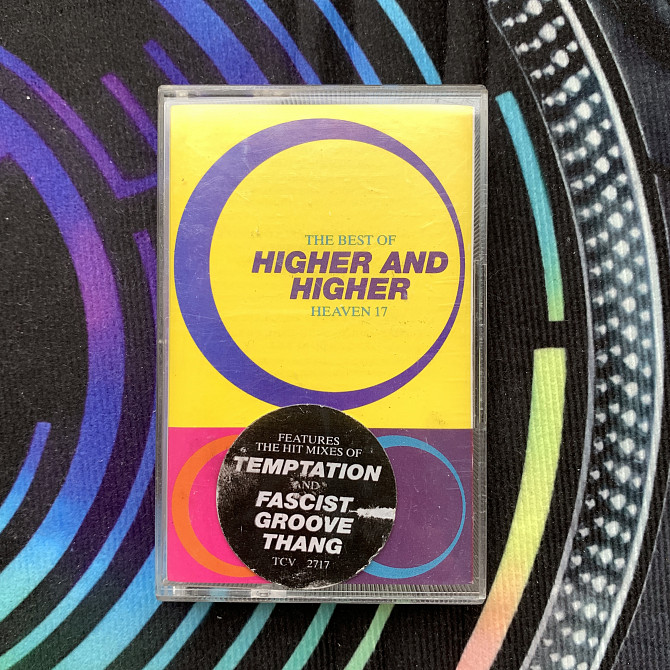 THE BEST OF
HIGHER AND
HIGHER
HEAVEN 17
FEATURES
THE HIT MIXES OF
TEMPTATION
AND
FASCIST
GROOVE
THANG
TCV 2717